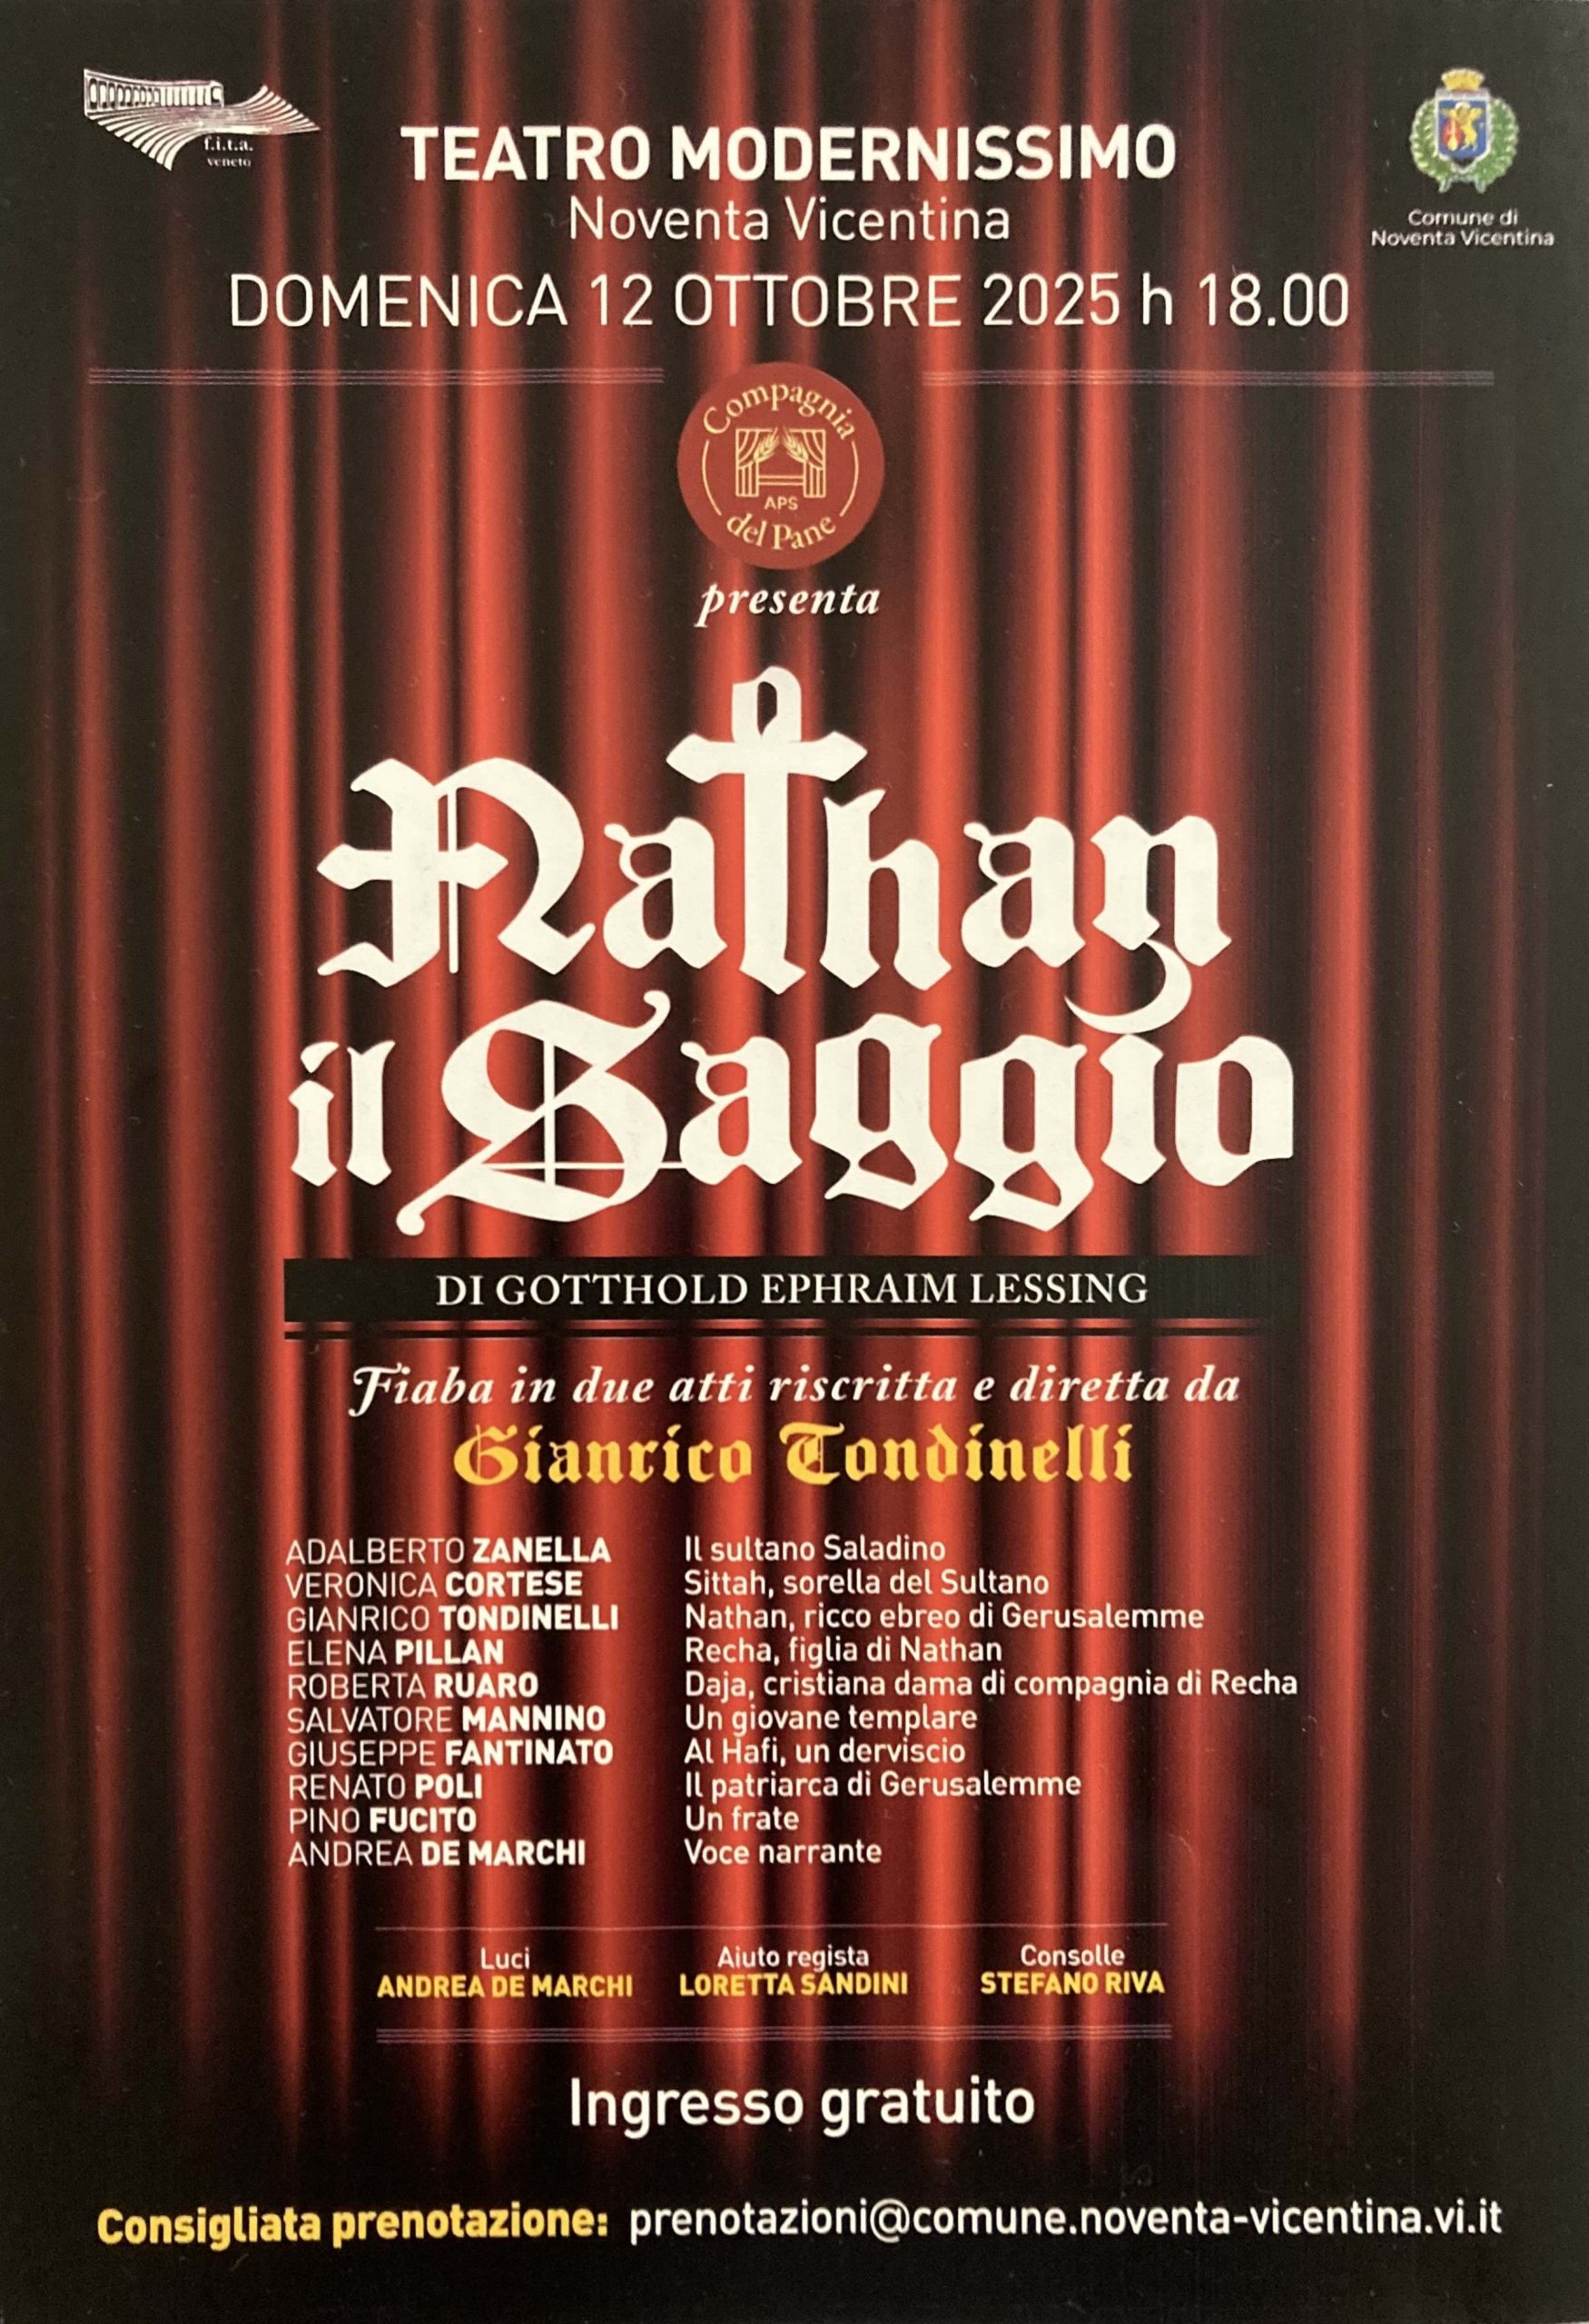 f.i.t.a.
veneto
TEATRO MODERNISSIMO
Noventa Vicentina
DOMENICA 12 OTTOBRE 2025 h 18.00
Comune di
Noventa Vicentina
Compagnia
APS
del Pane
presenta
Nathan
il Saggio
DI GOTTHOLD EPHRAIM LESSING
Fiaba in due atti riscritta e diretta da
Gianrico Tondinelli
ADALBERTO ZANELLA Il sultano Saladino
VERONICA CORTESE Sittah, sorella del Sultano
GIANRICO TONDINELLI Nathan, ricco ebreo di Gerusalemme
ELENA PILLAN Recha, figlia di Nathan
ROBERTA RUARO Daja, cristiana dama di compagnia di Recha
SALVATORE MANNINO Un giovane templare
GIUSEPPE FANTINATO Al Hafi, un derviscio
RENATO POLI Il patriarca di Gerusalemme
PINO FUCITO Un frate
ANDREA DE MARCHI Voce narrante
Luci Aiuto regista Consolle
ANDREA DE MARCHI LORETTA SANDINI STEFANO RIVA
Ingresso gratuito
Consigliata prenotazione: prenotazioni@comune.noventa-vicentina.vi.it